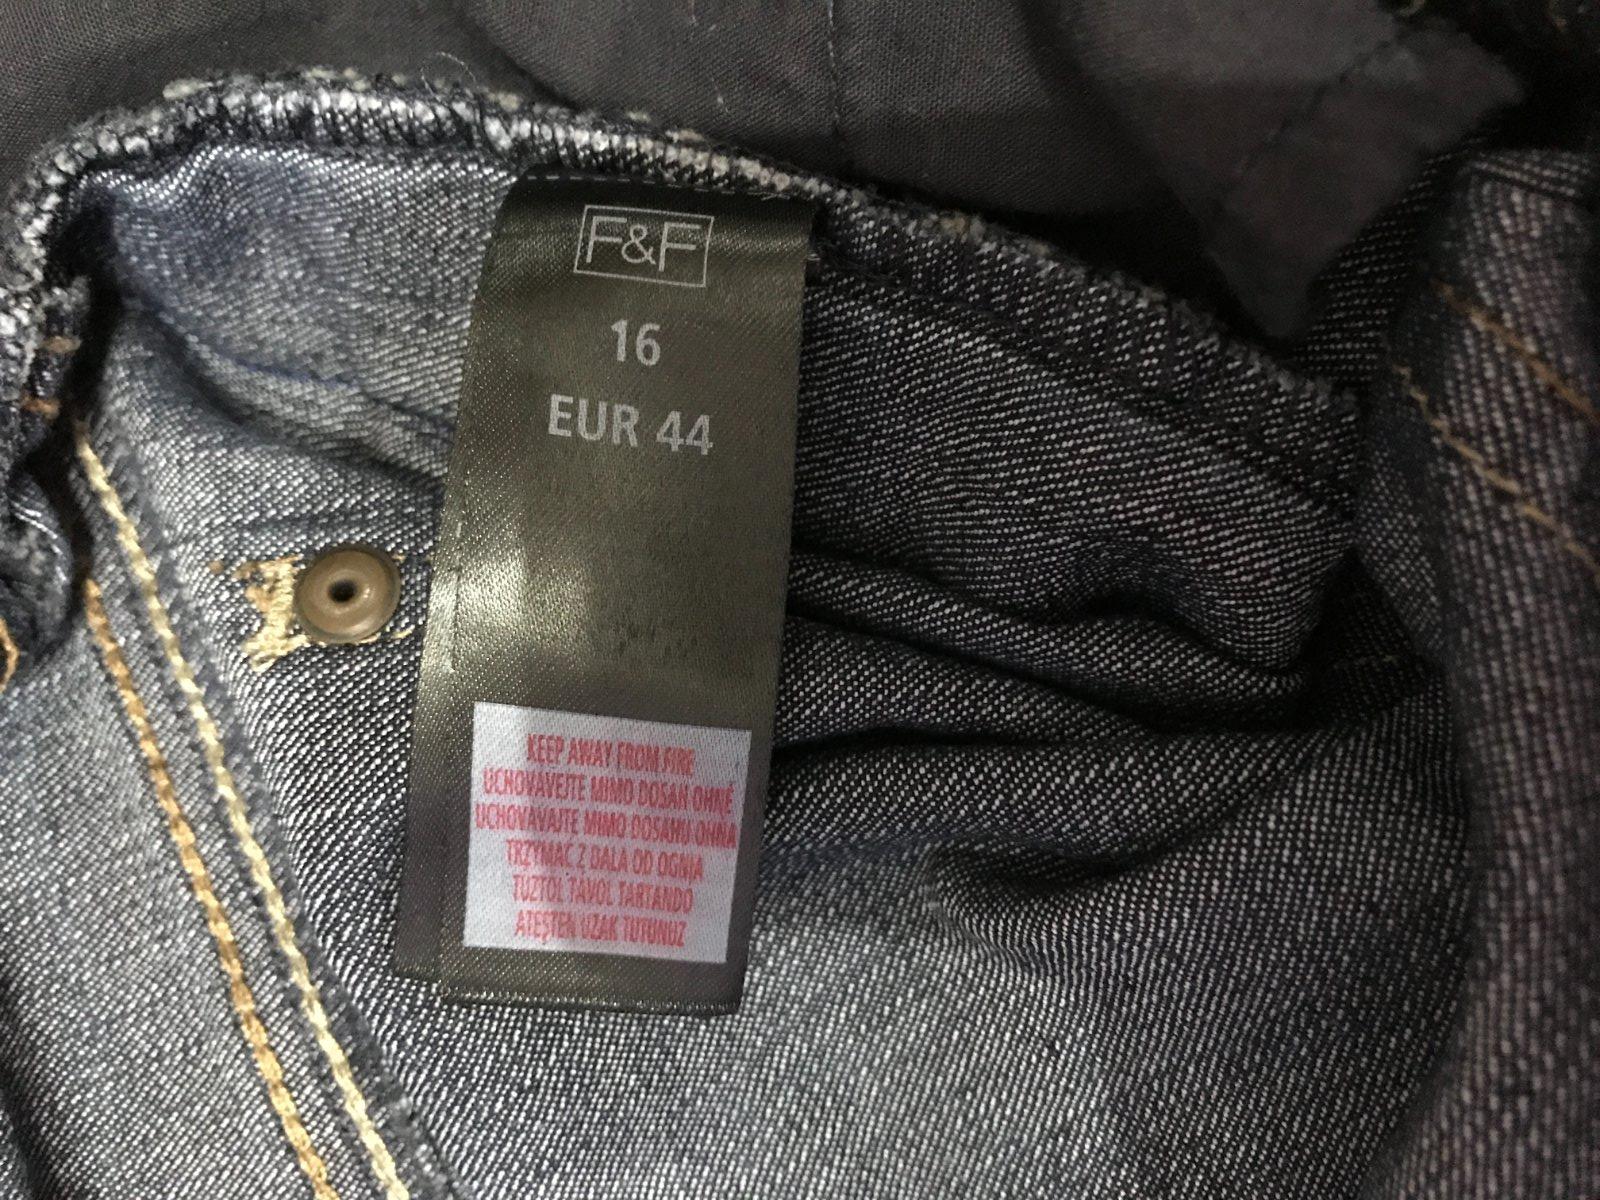 F&F
16
EUR 44
KEEP AWAY FROM FIRE
UCHOVÁVEJTE MIMO DOSAH OHNĚ
UCHOVÁVAJTE MIMO DOSAHU OHŇA
TRZYMAĆ Z DALA OD OGNIA
TŰZTŐL TÁVOL TARTANDÓ
ATEŞTEN UZAK TUTUNUZ